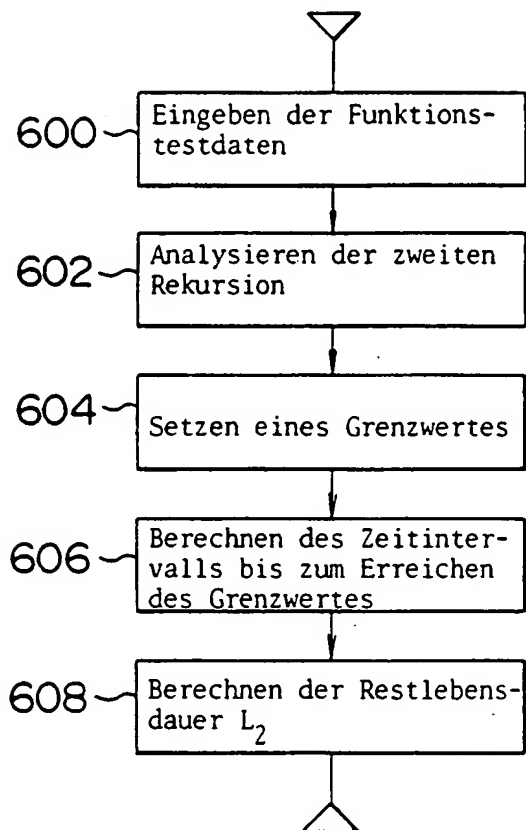 600
Eingeben der Funktions-
testdaten
602
Analysieren der zweiten
Rekursion
604
Setzen eines Grenzwertes
606
Berechnen des Zeitinter-
valls bis zum Erreichen
des Grenzwertes
608
Berechnen der Restlebens-
dauer L₂